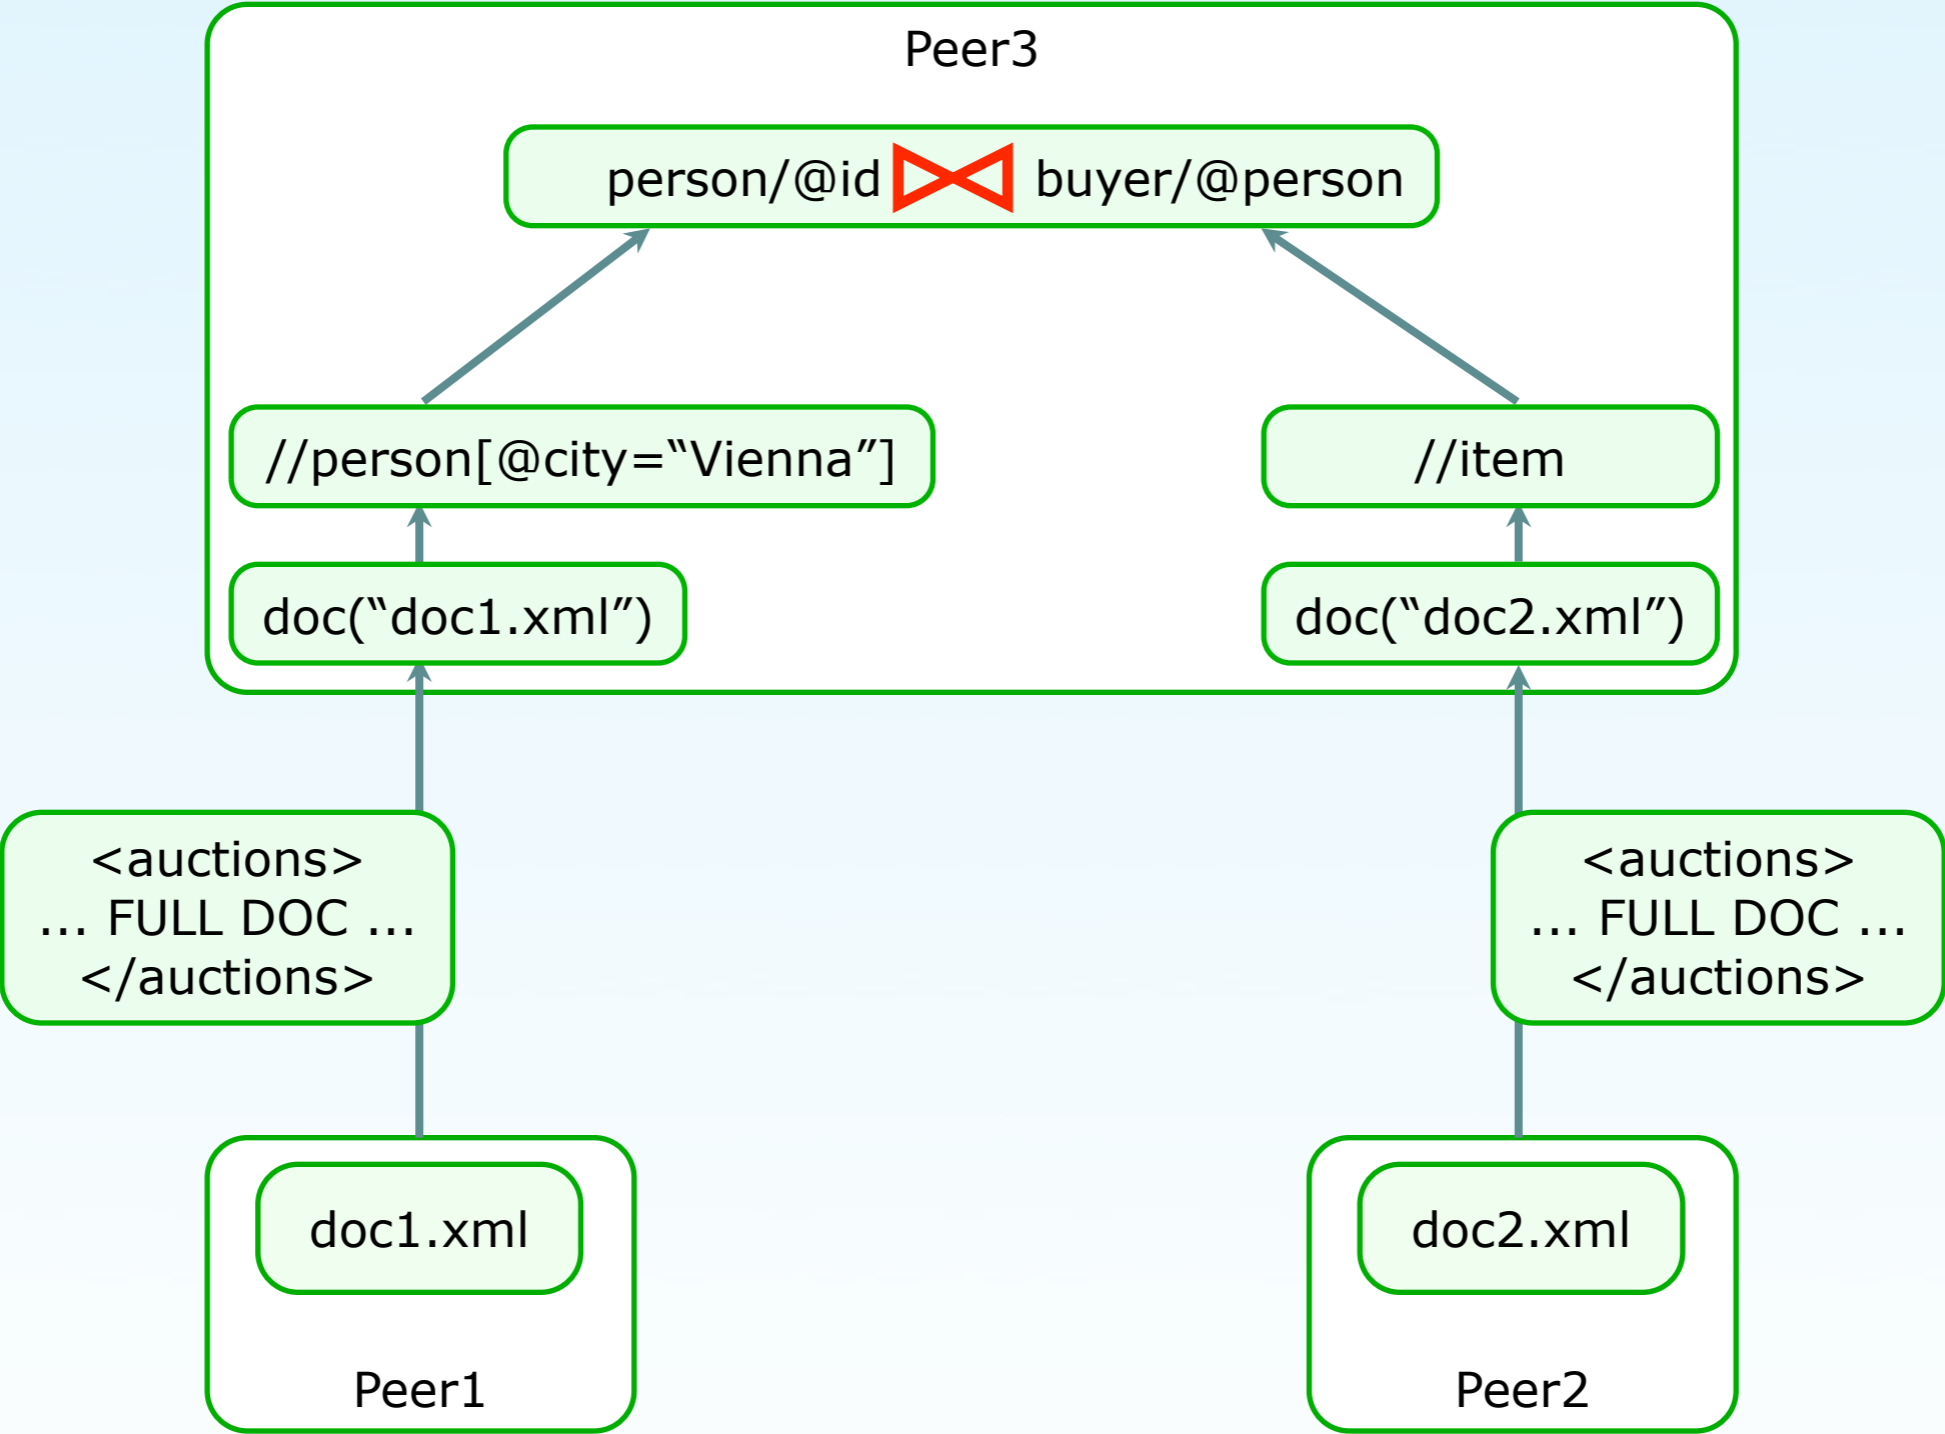 Peer3
person/@id buyer/@person
//person[@city=“Vienna”]
//item
doc(“doc1.xml”)
doc(“doc2.xml”)
<auctions>
... FULL DOC ...
</auctions>
<auctions>
... FULL DOC ...
</auctions>
doc1.xml
doc2.xml
Peer1
Peer2